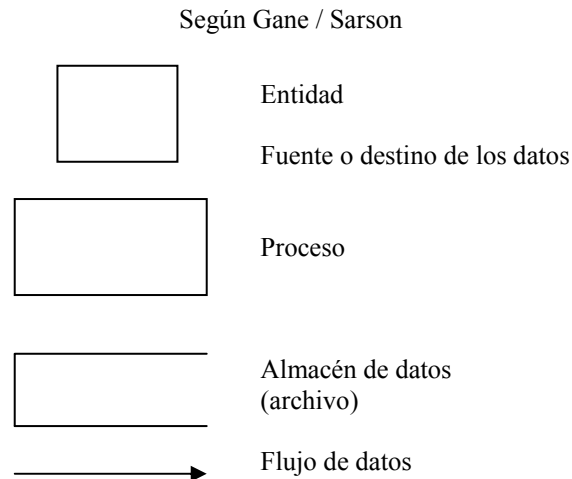 Según Gane / Sarson
Entidad
Fuente o destino de los datos
Proceso
Almacén de datos
(archivo)
Flujo de datos